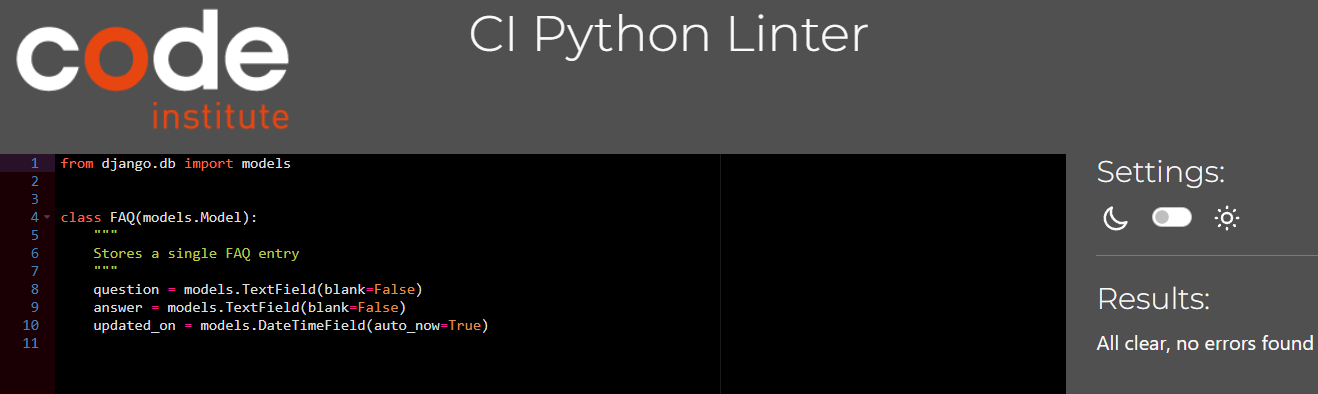 code
institute
CI Python Linter
1 from django.db import models
2
3
4 class FAQ(models.Model):
5     """
6     Stores a single FAQ entry
7     """
8     question = models.TextField(blank=False)
9     answer = models.TextField(blank=False)
10     updated_on = models.DateTimeField(auto_now=True)
11
Settings:
Results:
All clear, no errors found